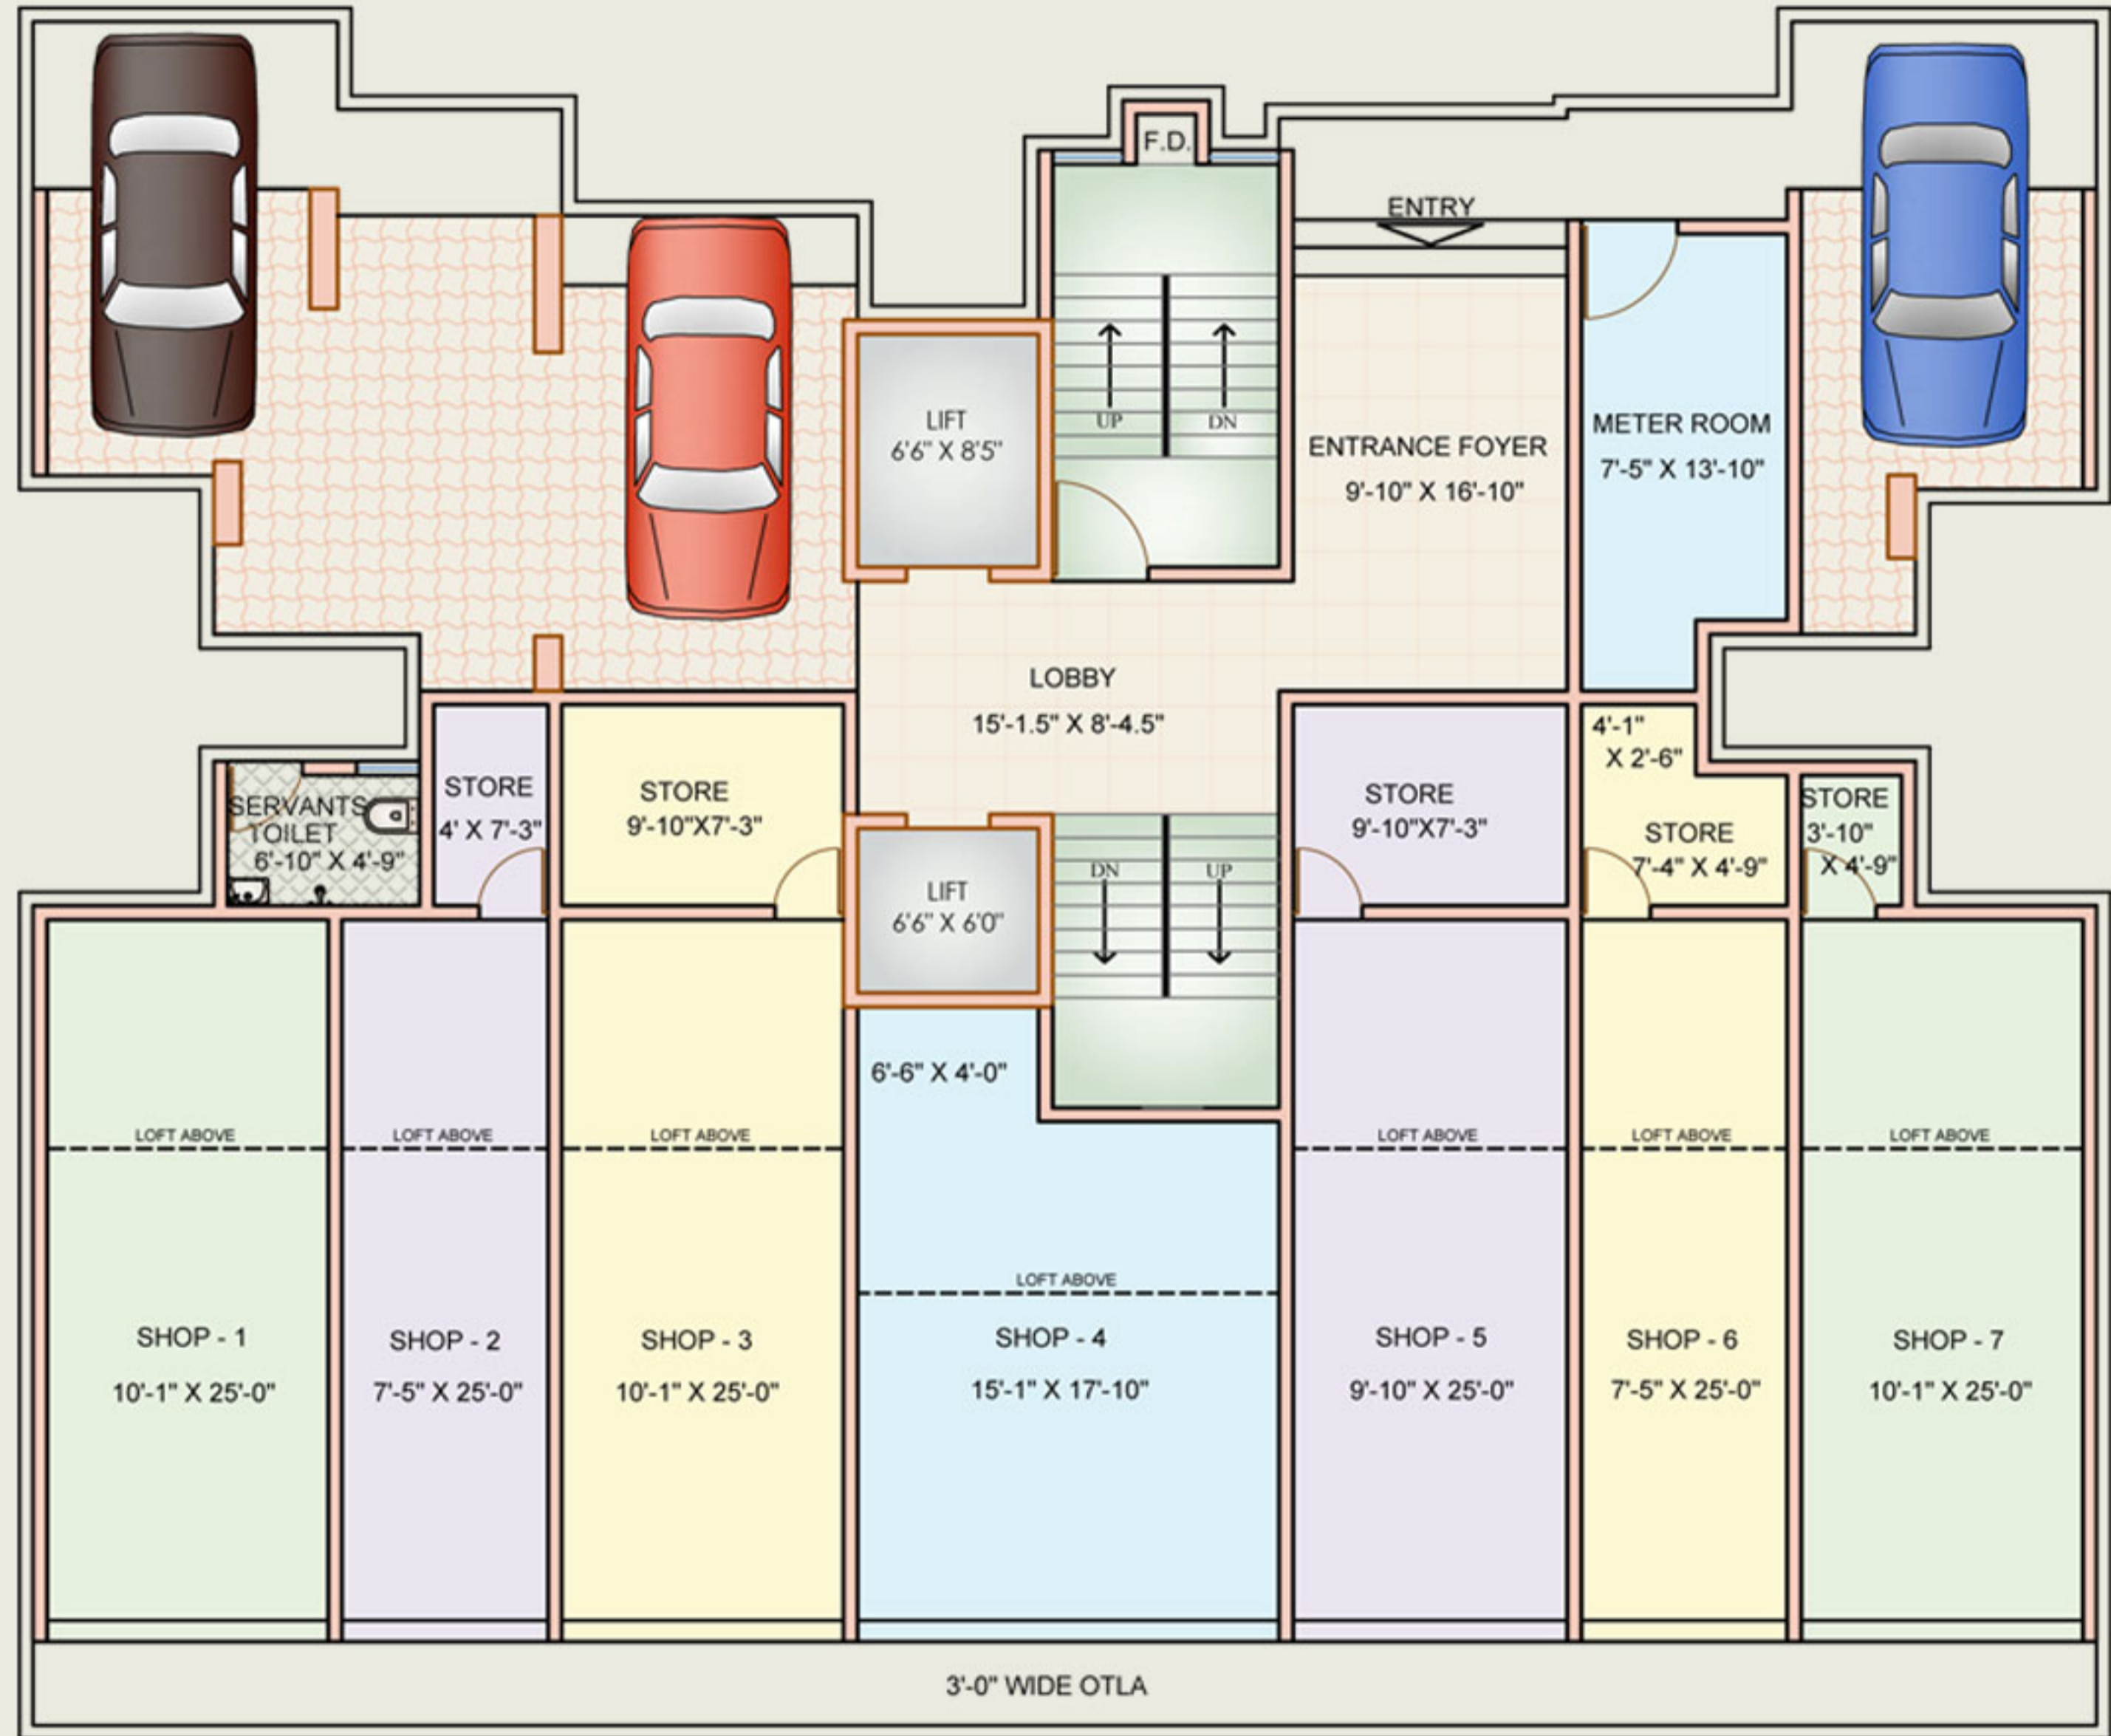 F.D.
ENTRY
LIFT
6'6" X 8'5"
UP
DN
ENTRANCE FOYER
9'-10" X 16'-10"
METER ROOM
7'-5" X 13'-10"
LOBBY
15'-1.5" X 8'-4.5"
SERVANTS
TOILET
6'-10" X 4'-9"
STORE
4' X 7'-3"
STORE
9'-10"X7'-3"
LIFT
6'6" X 6'0"
DN
UP
STORE
9'-10"X7'-3"
4'-1"
X 2'-6"
STORE
7'-4" X 4'-9"
STORE
3'-10"
X 4'-9"
6'-6" X 4'-0"
LOFT ABOVE
LOFT ABOVE
LOFT ABOVE
LOFT ABOVE
LOFT ABOVE
LOFT ABOVE
LOFT ABOVE
SHOP - 1
10'-1" X 25'-0"
SHOP - 2
7'-5" X 25'-0"
SHOP - 3
10'-1" X 25'-0"
SHOP - 4
15'-1" X 17'-10"
SHOP - 5
9'-10" X 25'-0"
SHOP - 6
7'-5" X 25'-0"
SHOP - 7
10'-1" X 25'-0"
3'-0" WIDE OTLA